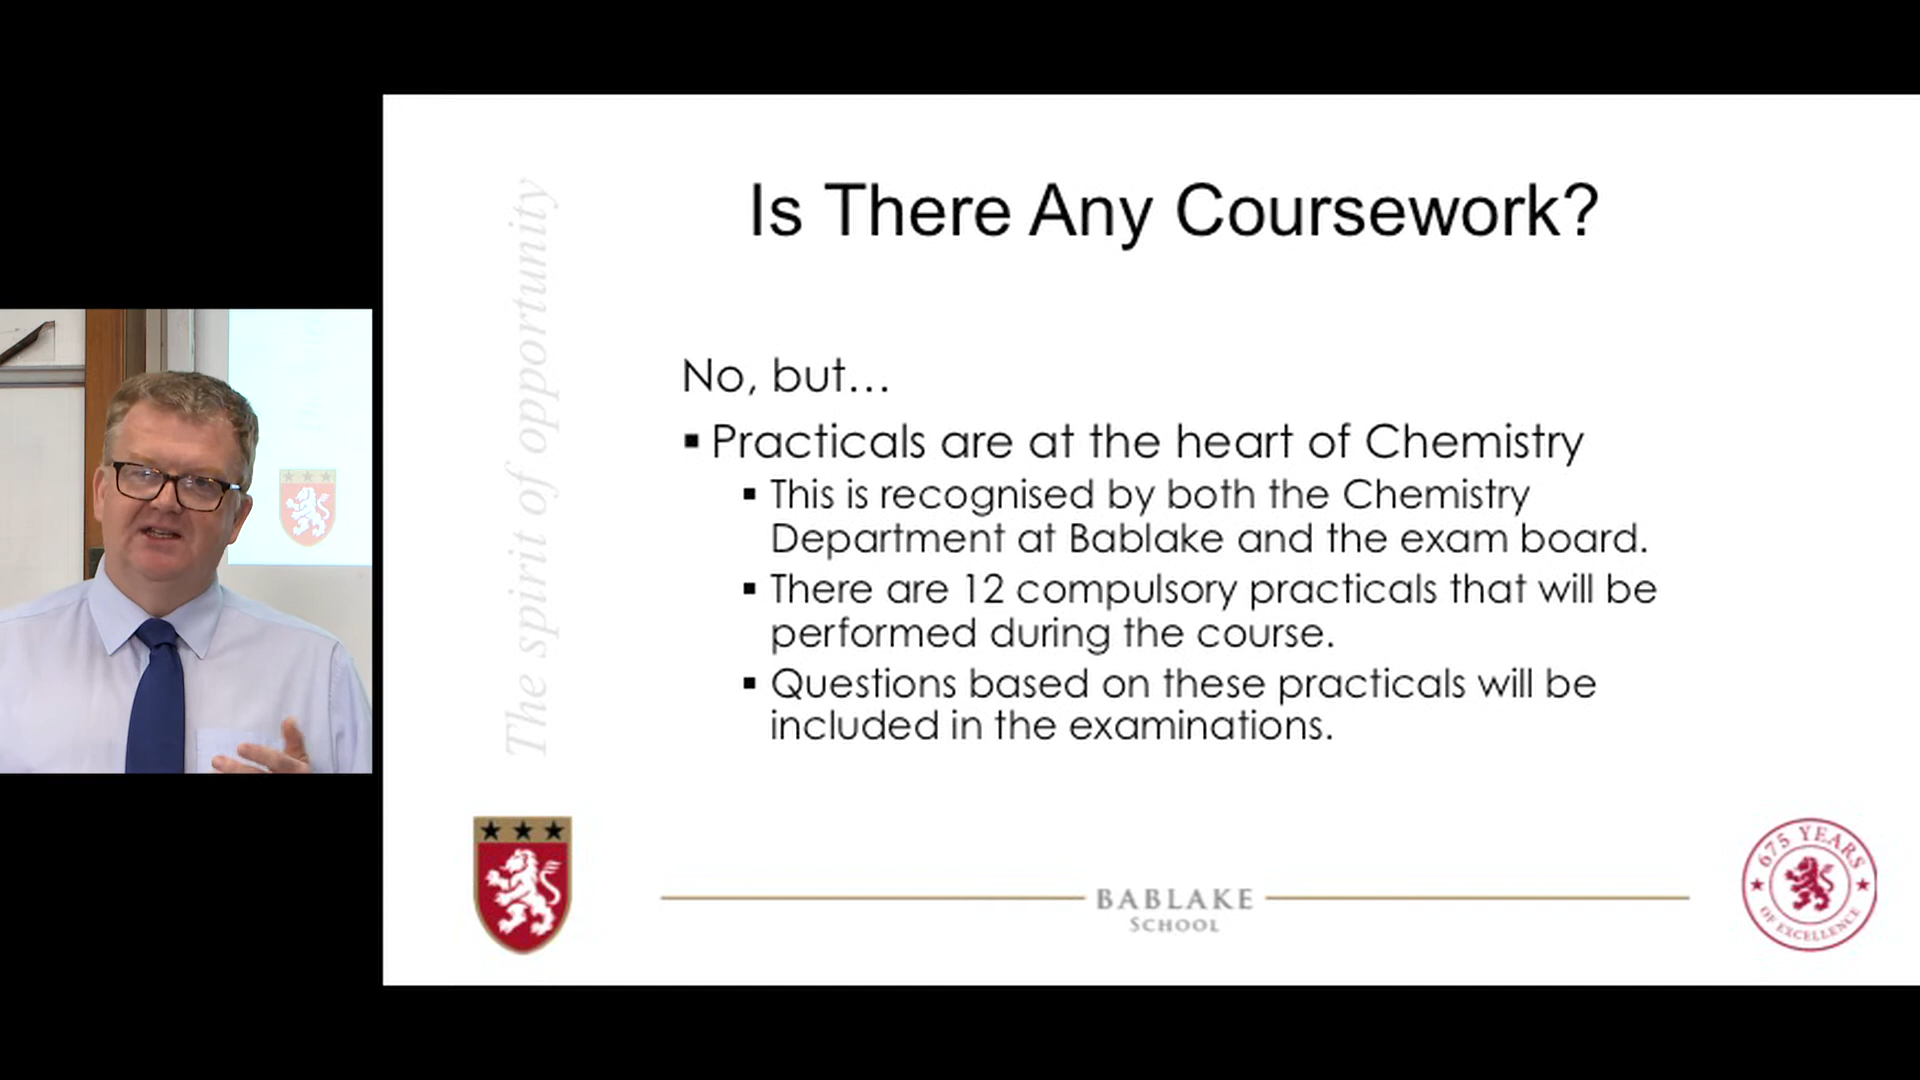 The spirit of opportunity
Is There Any Coursework?
No, but...
▪ Practicals are at the heart of Chemistry
▪ This is recognised by both the Chemistry
Department at Bablake and the exam board.
▪ There are 12 compulsory practicals that will be
performed during the course.
▪ Questions based on these practicals will be
included in the examinations.
BABLAKE
SCHOOL
675 YEARS
OF EXCELLENCE